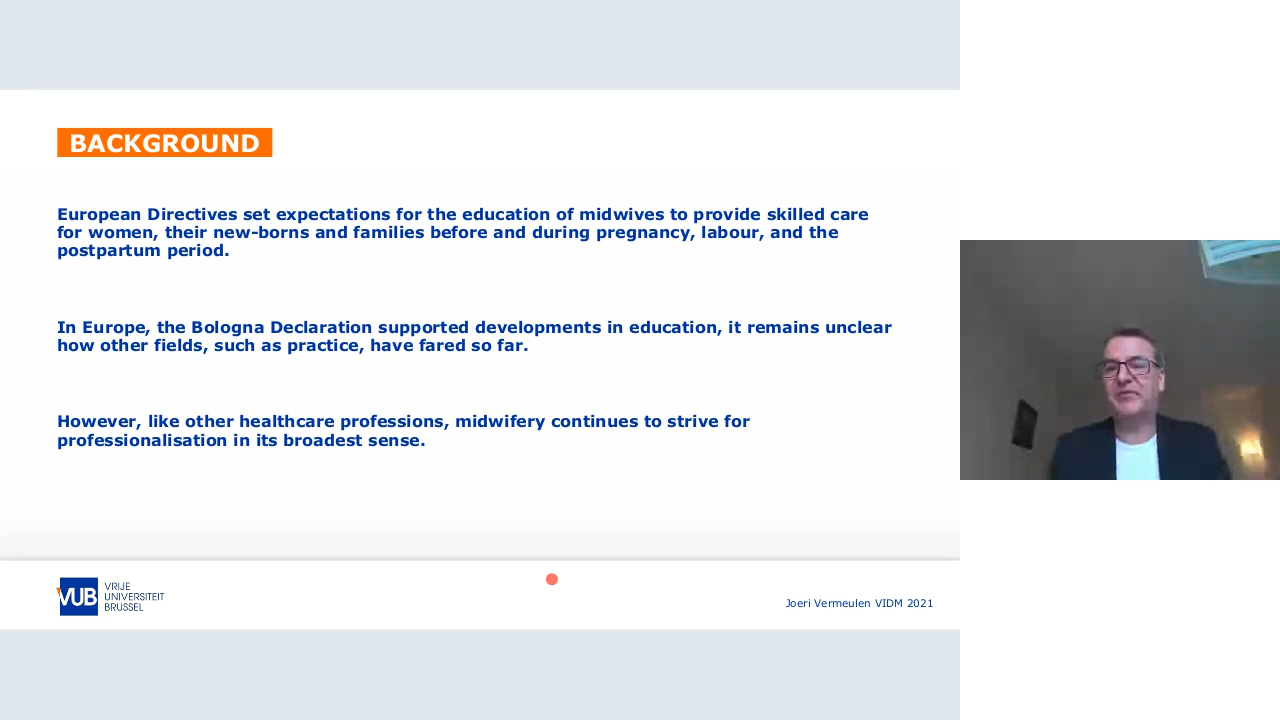 BACKGROUND
European Directives set expectations for the education of midwives to provide skilled care
for women, their new-borns and families before and during pregnancy, labour, and the
postpartum period.
In Europe, the Bologna Declaration supported developments in education, it remains unclear
how other fields, such as practice, have fared so far.
However, like other healthcare professions, midwifery continues to strive for
professionalisation in its broadest sense.
VUB
VRIJE
UNIVERSITEIT
BRUSSEL
Joeri Vermeulen VIDM 2021